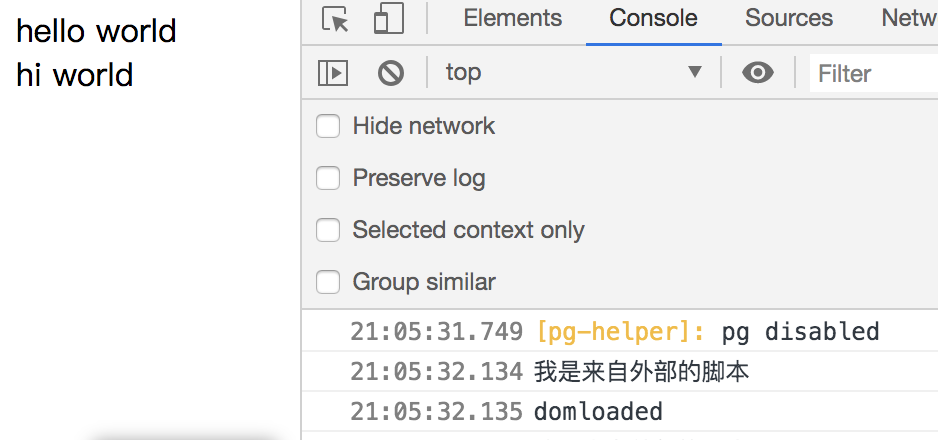 hello world
hi world
Elements Console Sources Netw
top Filter
Hide network
Preserve log
Selected context only
Group similar
21:05:31.749 [pg-helper]: pg disabled
21:05:32.134 我是来自外部的脚本
21:05:32.135 domloaded